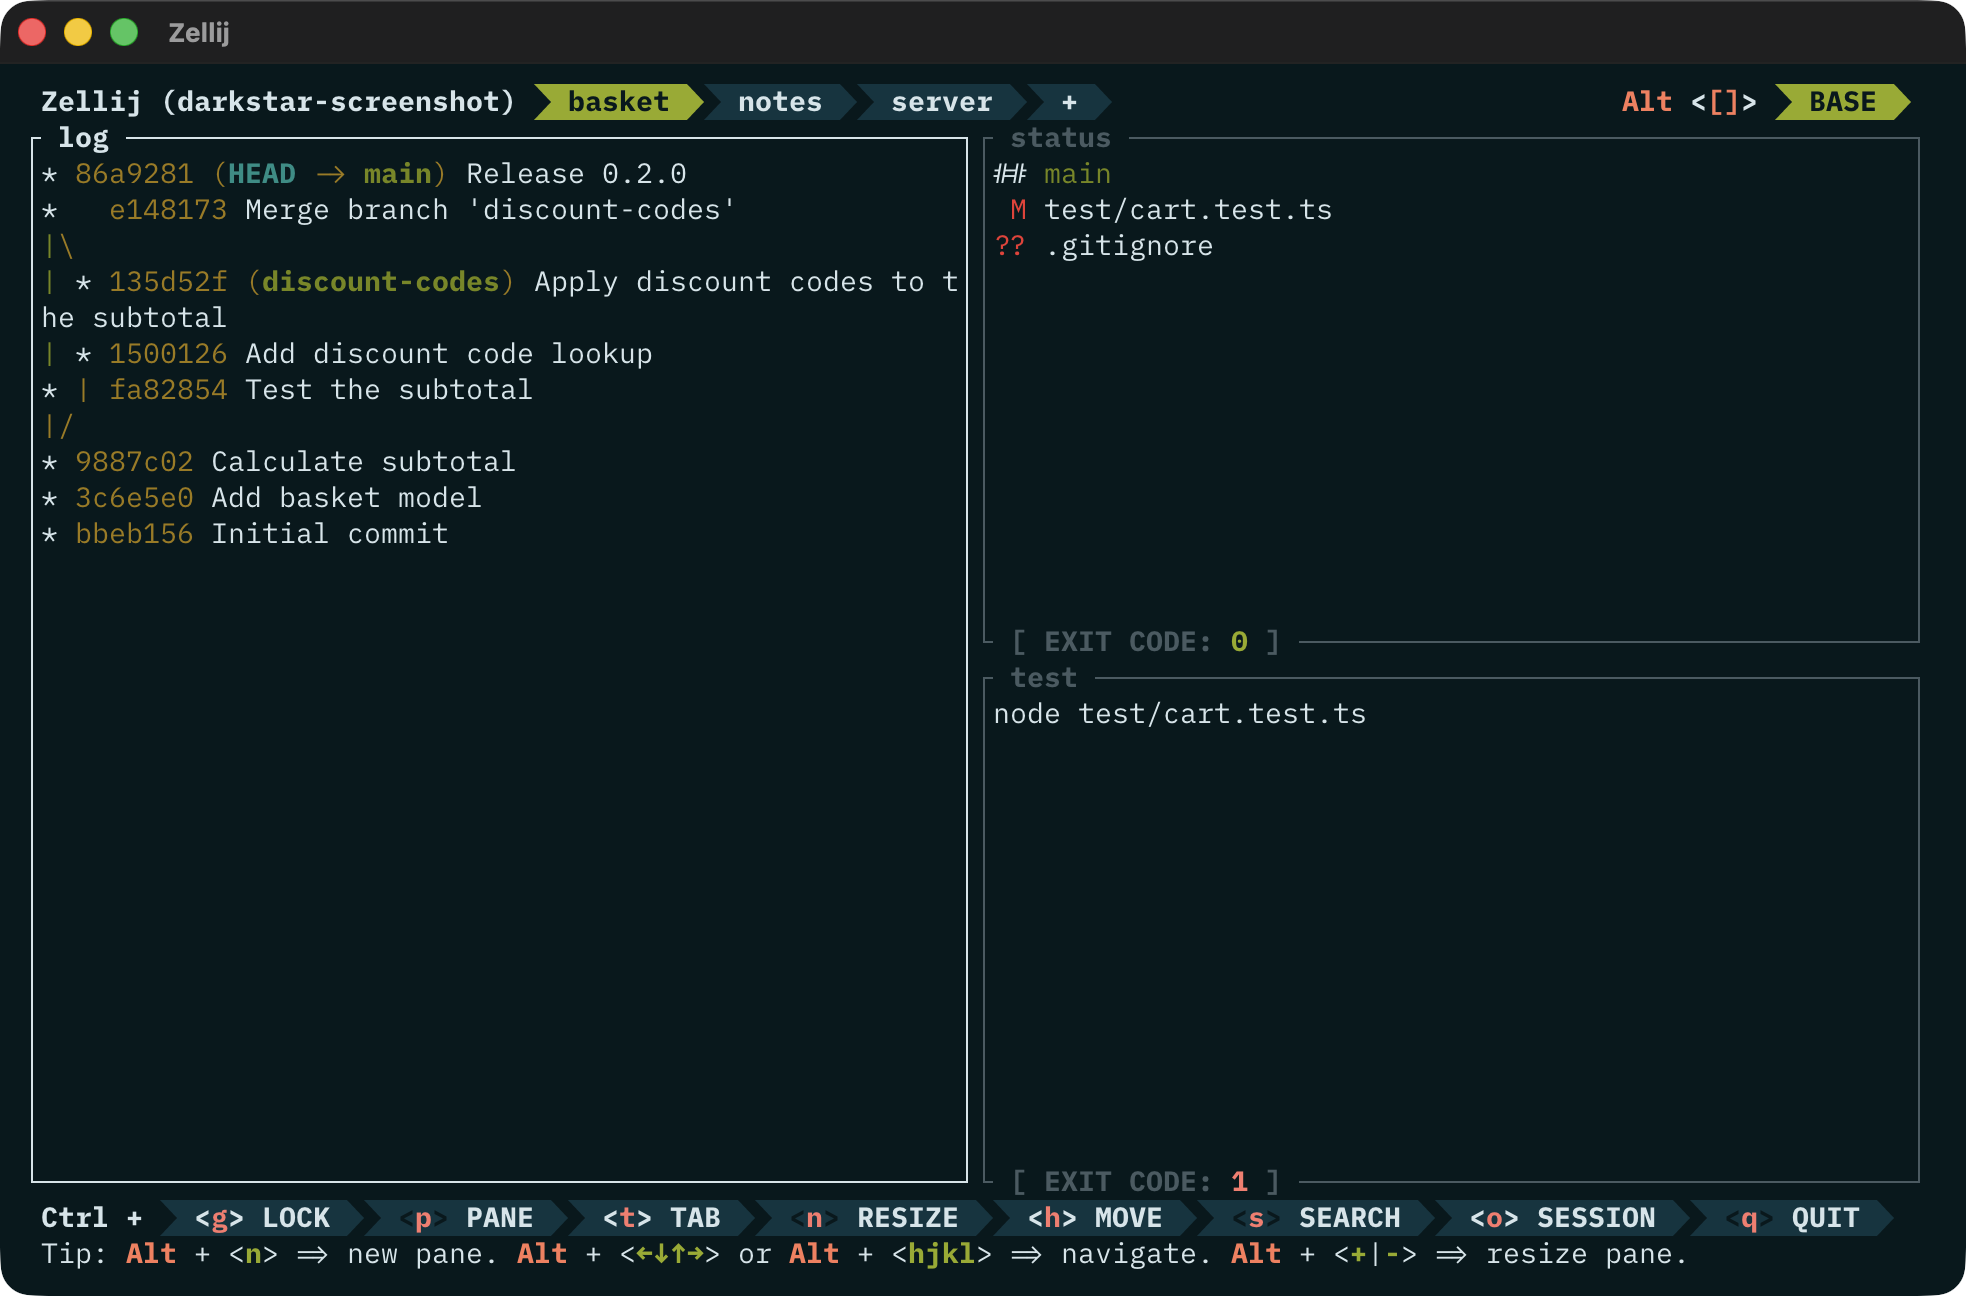 Zellij
Zellij (darkstar-screenshot) basket notes server + Alt <[]> BASE
log
* 86a9281 (HEAD -> main) Release 0.2.0
*   e148173 Merge branch 'discount-codes'
|\
| * 135d52f (discount-codes) Apply discount codes to t
he subtotal
| * 1500126 Add discount code lookup
* | fa82854 Test the subtotal
|/
* 9887c02 Calculate subtotal
* 3c6e5e0 Add basket model
* bbeb156 Initial commit
status
## main
 M test/cart.test.ts
?? .gitignore
[ EXIT CODE: 0 ]
test
node test/cart.test.ts
[ EXIT CODE: 1 ]
Ctrl + <g> LOCK <p> PANE <t> TAB <n> RESIZE <h> MOVE <s> SEARCH <o> SESSION <q> QUIT
Tip: Alt + <n> => new pane. Alt + <←↓↑→> or Alt + <hjkl> => navigate. Alt + <+|-> => resize pane.